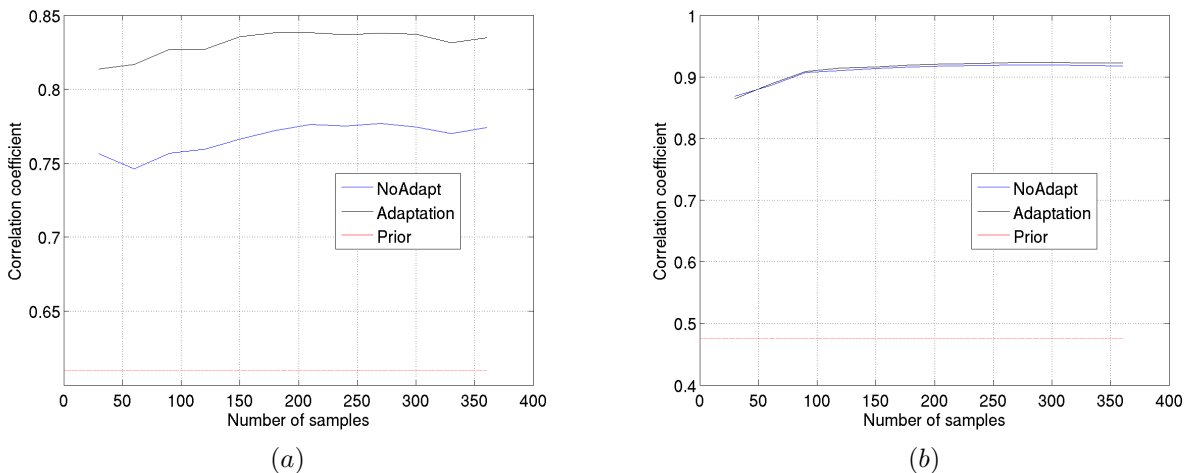 0.85
0.8
0.75
0.7
0.65
Correlation coefficient
NoAdapt
Adaptation
Prior
0 50 100 150 200 250 300 350 400
Number of samples
(a)
1
0.9
0.8
0.7
0.6
0.5
0.4
Correlation coefficient
NoAdapt
Adaptation
Prior
0 50 100 150 200 250 300 350 400
Number of samples
(b)